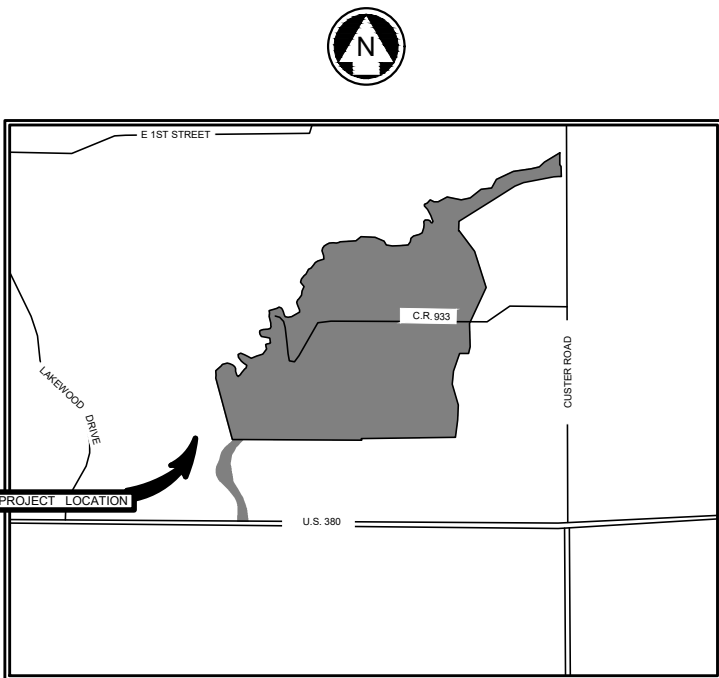 N
E 1ST STREET
C.R. 933
CUSTER ROAD
LAKEWOOD DRIVE
PROJECT LOCATION
U.S. 380